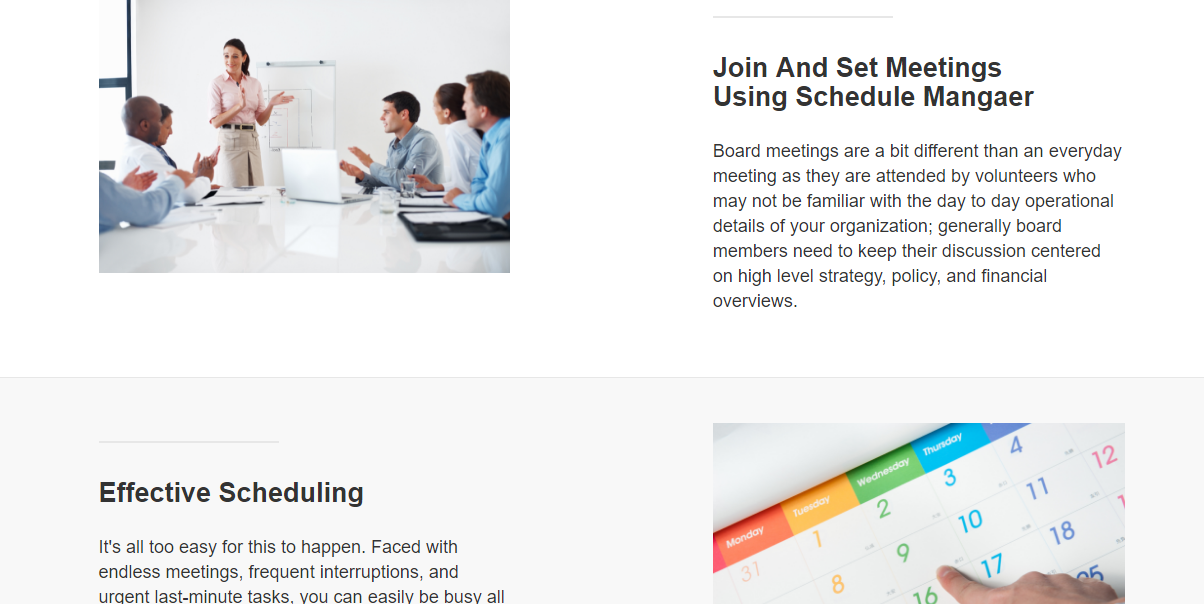 Join And Set Meetings
Using Schedule Mangaer
Board meetings are a bit different than an everyday
meeting as they are attended by volunteers who
may not be familiar with the day to day operational
details of your organization; generally board
members need to keep their discussion centered
on high level strategy, policy, and financial
overviews.
Effective Scheduling
It's all too easy for this to happen. Faced with
endless meetings, frequent interruptions, and
urgent last-minute tasks, you can easily be busy all
Monday Tuesday Wednesday Thursday
31 1 2 3 4
8 9 10 11 12
16 17 18